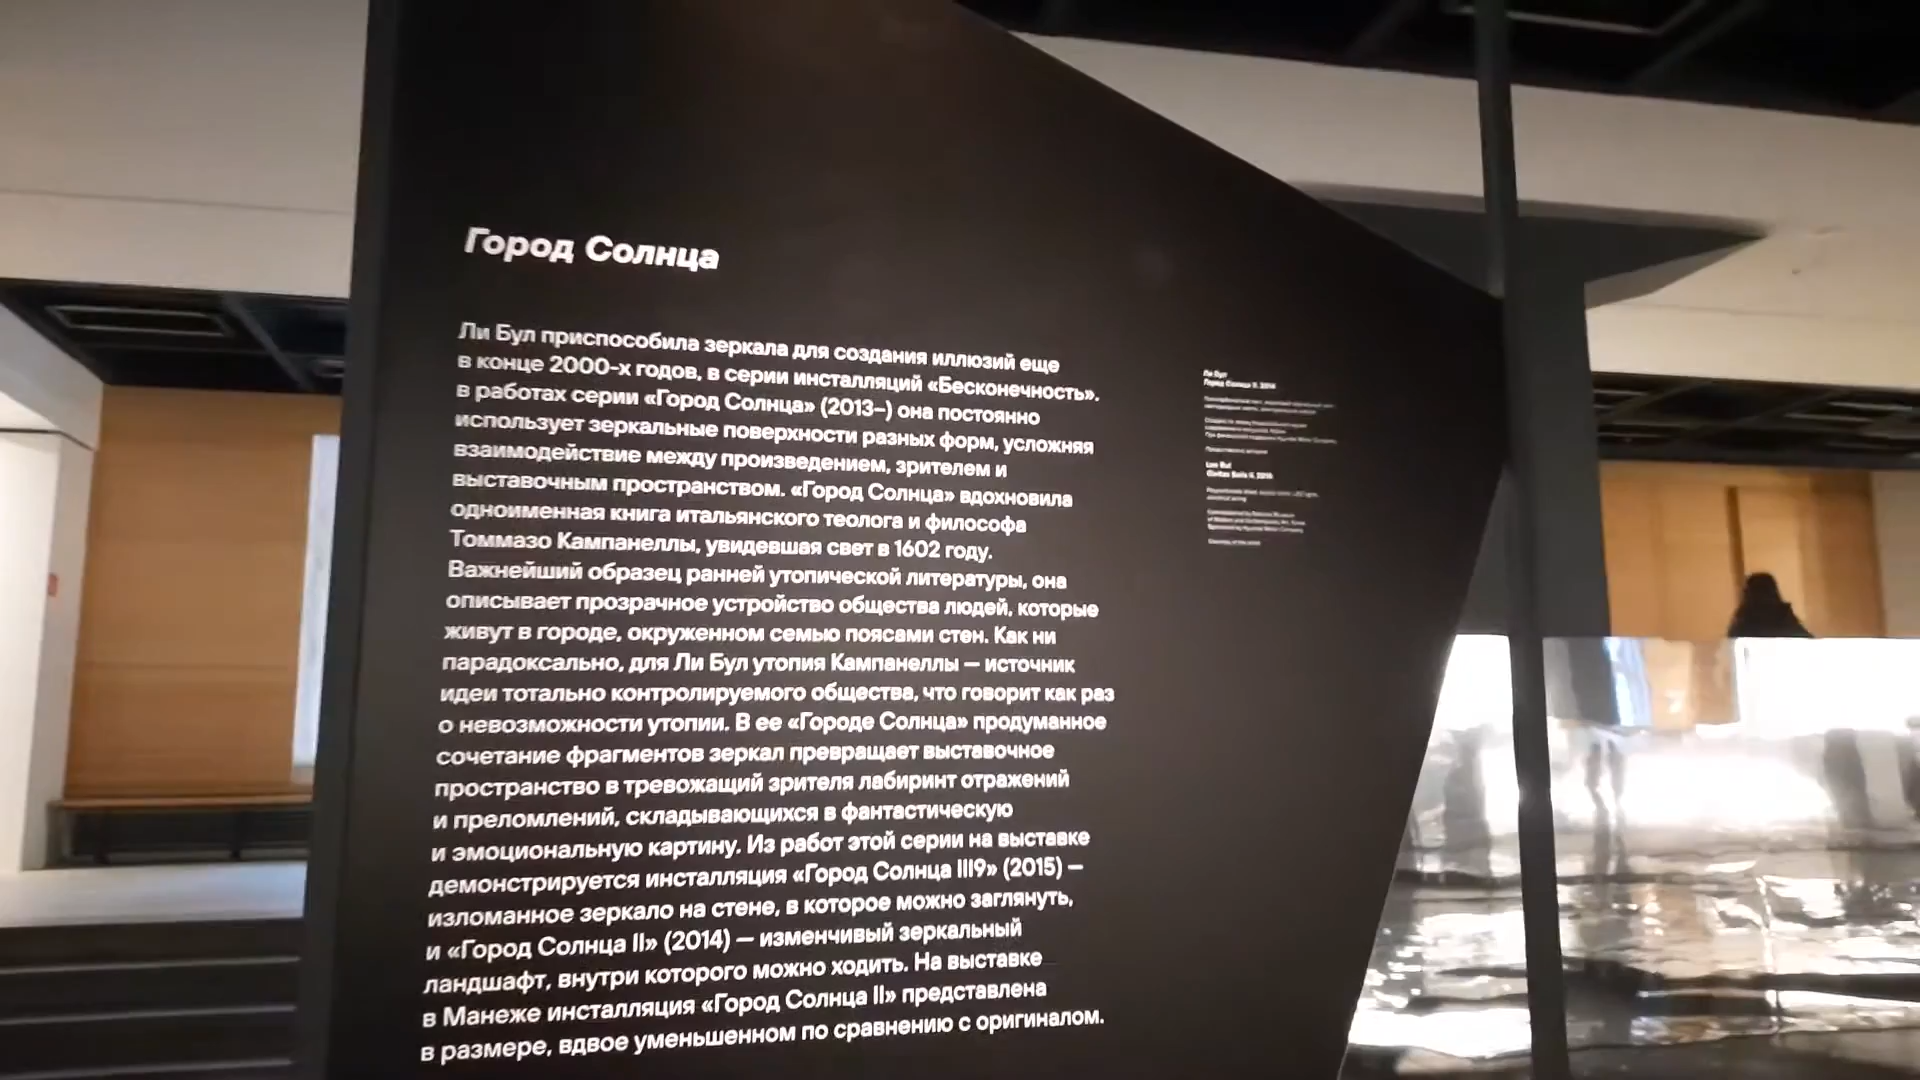 Город Солнца
Ли Бул приспособила зеркала для создания иллюзий еще
в конце 2000-х годов, в серии инсталляций «Бесконечность».
в работах серии «Город Солнца» (2013–) она постоянно
использует зеркальные поверхности разных форм, усложняя
взаимодействие между произведением, зрителем и
выставочным пространством. «Город Солнца» вдохновила
одноименная книга итальянского теолога и философа
Томмазо Кампанеллы, увидевшая свет в 1602 году.
Важнейший образец ранней утопической литературы, она
описывает прозрачное устройство общества людей, которые
живут в городе, окруженном семью поясами стен. Как ни
парадоксально, для Ли Бул утопия Кампанеллы — источник
идеи тотально контролируемого общества, что говорит как раз
о невозможности утопии. В ее «Городе Солнца» продуманное
сочетание фрагментов зеркал превращает выставочное
пространство в тревожащий зрителя лабиринт отражений
и преломлений, складывающихся в фантастическую
и эмоциональную картину. Из работ этой серии на выставке
демонстрируется инсталляция «Город Солнца III9» (2015) —
изломанное зеркало на стене, в которое можно заглянуть,
и «Город Солнца II» (2014) — изменчивый зеркальный
ландшафт, внутри которого можно ходить. На выставке
в Манеже инсталляция «Город Солнца II» представлена
в размере, вдвое уменьшенном по сравнению с оригиналом.
Ли Бул
Город Солнца II. 2014
Lee Bul
Civitas Solis II. 2014